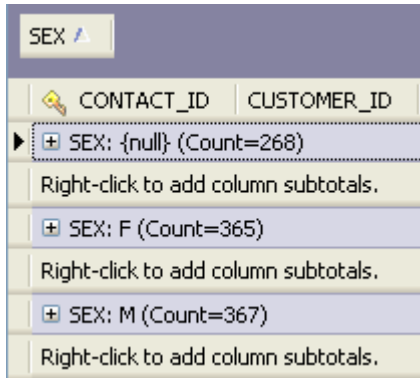 SEX
CONTACT_ID CUSTOMER_ID
SEX: {null} (Count=268)
Right-click to add column subtotals.
SEX: F (Count=365)
Right-click to add column subtotals.
SEX: M (Count=367)
Right-click to add column subtotals.